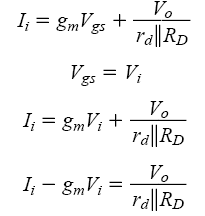 I_i = g_m V_gs + V_o / r_d‖R_D
V_gs = V_i
I_i = g_m V_i + V_o / r_d‖R_D
I_i − g_m V_i = V_o / r_d‖R_D